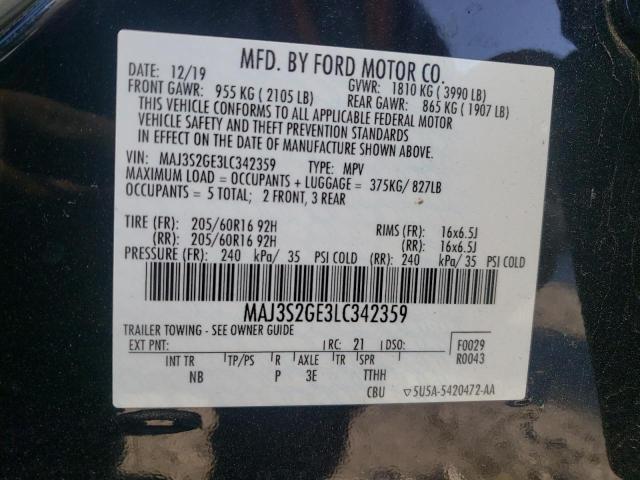 MFD. BY FORD MOTOR CO.
DATE: 12/19 GVWR: 1810 KG ( 3990 LB)
FRONT GAWR: 955 KG ( 2105 LB) REAR GAWR: 865 KG ( 1907 LB)
THIS VEHICLE CONFORMS TO ALL APPLICABLE FEDERAL MOTOR
VEHICLE SAFETY AND THEFT PREVENTION STANDARDS
IN EFFECT ON THE DATE OF MANUFACTURE SHOWN ABOVE.
VIN: MAJ3S2GE3LC342359 TYPE: MPV
MAXIMUM LOAD = OCCUPANTS + LUGGAGE = 375KG/ 827LB
OCCUPANTS = 5 TOTAL; 2 FRONT, 3 REAR
TIRE (FR): 205/60R16 92H RIMS (FR): 16x6.5J
(RR): 205/60R16 92H (RR): 16x6.5J
PRESSURE (FR): 240 kPa/ 35 PSI COLD (RR): 240 kPa/ 35 PSI COLD
MAJ3S2GE3LC342359
TRAILER TOWING - SEE OWNER GUIDE
EXT PNT: RC: 21 F0029
INT TR TP/PS R AXLE TR SPR R0043
NB P 3E TTHH
CBU ▽5U5A-5420472-AA